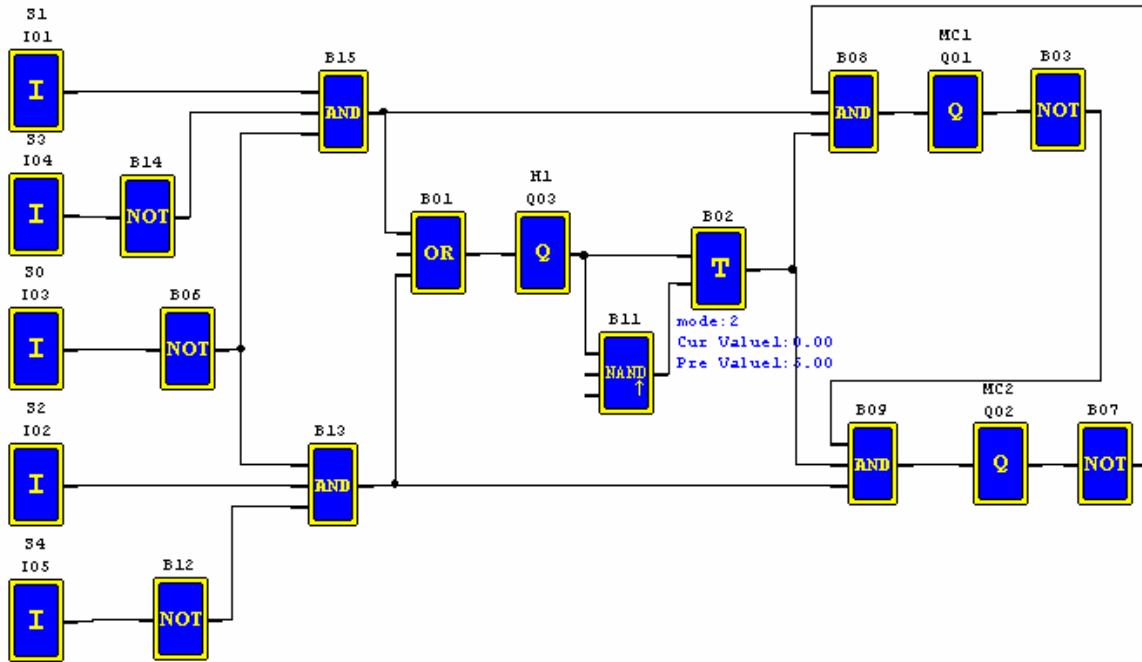 S1
I01
I
S3
I04
I
B14
NOT
S0
I03
I
B06
NOT
S2
I02
I
S4
I05
I
B12
NOT
B15
AND
B13
AND
B01
OR
H1
Q03
Q
B11
NAND
↑
B02
T
mode:2
Cur Value1:0.00
Pre Value1:5.00
B08
AND
MC1
Q01
Q
B03
NOT
B09
AND
MC2
Q02
Q
B07
NOT